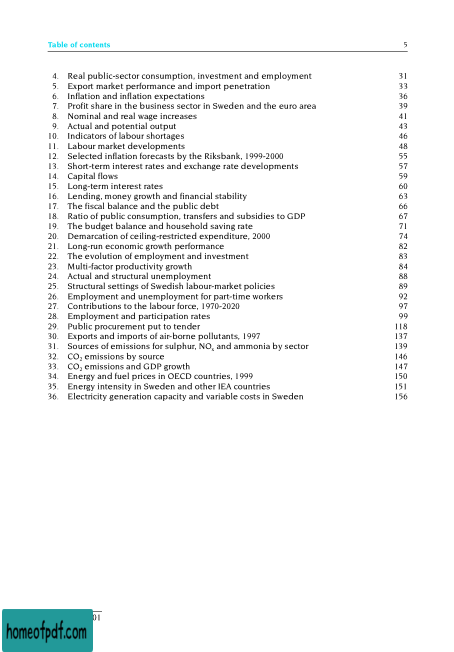 Table of contents 5
4. Real public-sector consumption, investment and employment 31
5. Export market performance and import penetration 33
6. Inflation and inflation expectations 36
7. Profit share in the business sector in Sweden and the euro area 39
8. Nominal and real wage increases 41
9. Actual and potential output 43
10. Indicators of labour shortages 46
11. Labour market developments 48
12. Selected inflation forecasts by the Riksbank, 1999-2000 55
13. Short-term interest rates and exchange rate developments 57
14. Capital flows 59
15. Long-term interest rates 60
16. Lending, money growth and financial stability 63
17. The fiscal balance and the public debt 66
18. Ratio of public consumption, transfers and subsidies to GDP 67
19. The budget balance and household saving rate 71
20. Demarcation of ceiling-restricted expenditure, 2000 74
21. Long-run economic growth performance 82
22. The evolution of employment and investment 83
23. Multi-factor productivity growth 84
24. Actual and structural unemployment 88
25. Structural settings of Swedish labour-market policies 89
26. Employment and unemployment for part-time workers 92
27. Contributions to the labour force, 1970-2020 97
28. Employment and participation rates 99
29. Public procurement put to tender 118
30. Exports and imports of air-borne pollutants, 1997 137
31. Sources of emissions for sulphur, NOₓ and ammonia by sector 139
32. CO₂ emissions by source 146
33. CO₂ emissions and GDP growth 147
34. Energy and fuel prices in OECD countries, 1999 150
35. Energy intensity in Sweden and other IEA countries 151
36. Electricity generation capacity and variable costs in Sweden 156
01
homeofpdf.com